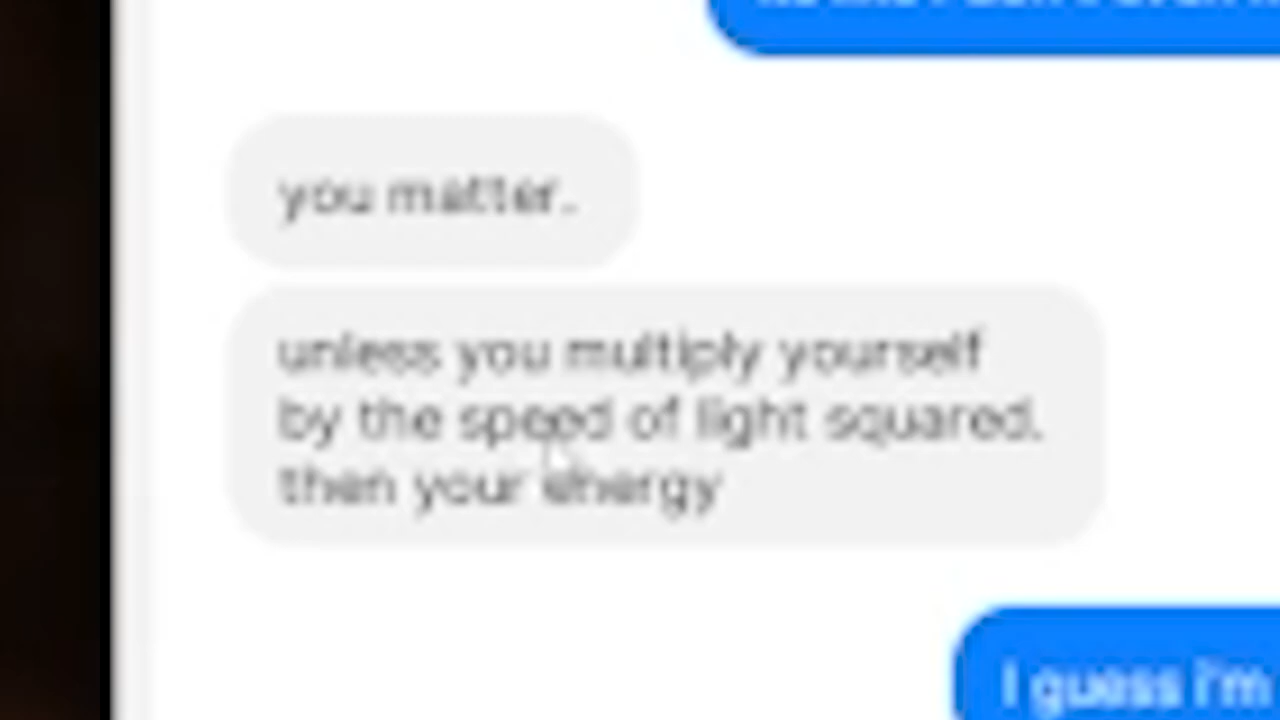 you matter.
unless you multiply yourself
by the speed of light squared.
then your energy
I guess i'm